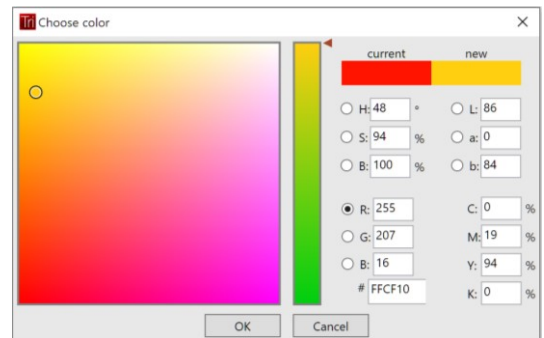 Tri Choose color
current new
H: 48 ° L: 86
S: 94 % a: 0
B: 100 % b: 84
R: 255 C: 0 %
G: 207 M: 19 %
B: 16 Y: 94 %
# FFCF10 K: 0 %
OK Cancel